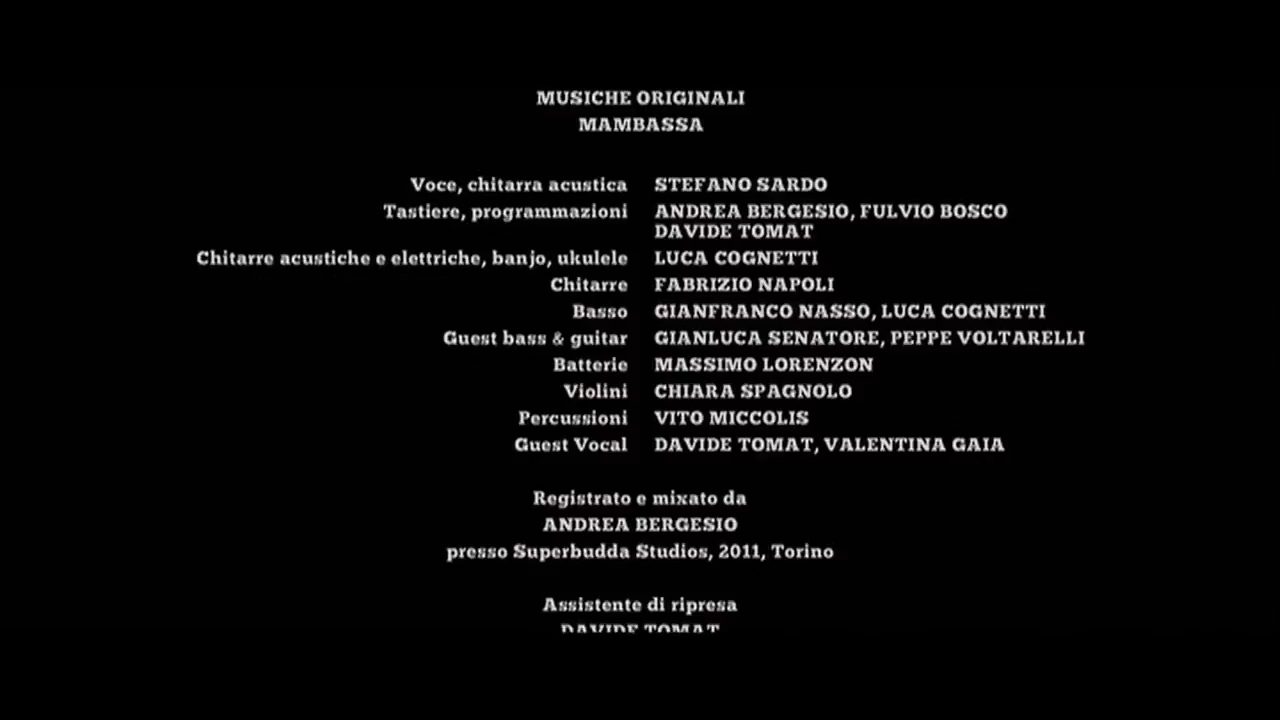 MUSICHE ORIGINALI
MAMBASSA
Voce, chitarra acustica STEFANO SARDO
Tastiere, programmazioni ANDREA BERGESIO, FULVIO BOSCO
DAVIDE TOMAT
Chitarre acustiche e elettriche, banjo, ukulele LUCA COGNETTI
Chitarre FABRIZIO NAPOLI
Basso GIANFRANCO NASSO, LUCA COGNETTI
Guest bass & guitar GIANLUCA SENATORE, PEPPE VOLTARELLI
Batterie MASSIMO LORENZON
Violini CHIARA SPAGNOLO
Percussioni VITO MICCOLIS
Guest Vocal DAVIDE TOMAT, VALENTINA GAIA
Registrato e mixato da
ANDREA BERGESIO
presso Superbudda Studios, 2011, Torino
Assistente di ripresa
DAVIDE TOMAT